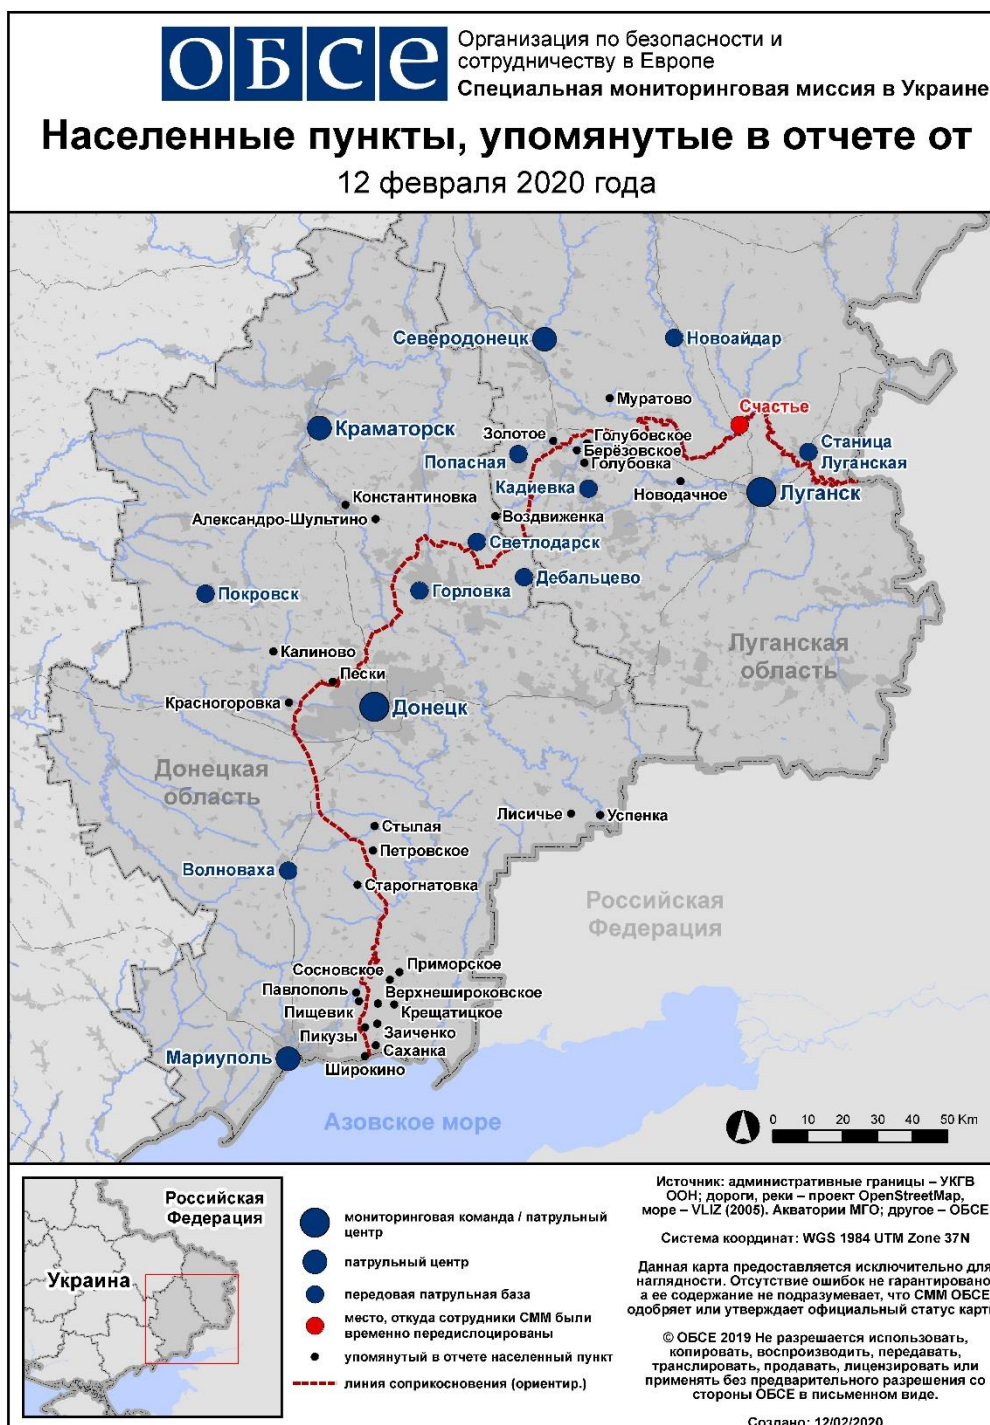 ОБСЕ
Организация по безопасности и
сотрудничеству в Европе
Специальная мониторинговая миссия в Украине
Населенные пункты, упомянутые в отчете от
12 февраля 2020 года
Северодонецк
Новоайдар
Муратово
Счастье
Краматорск
Золотое
Голубовское
Берёзовское
Голубовка
Станица
Луганская
Попасная
Кадиевка
Новодачное
Луганск
Константиновка
Александро-Шультино
Воздвиженка
Светлодарск
Дебальцево
Покровск
Горловка
Луганская
область
Калиново
Пески
Красногоровка
Донецк
Донецкая
область
Лисичье
Успенка
Стылая
Петровское
Волноваха
Старогнатовка
Российская
Федерация
Приморское
Сосновское
Павлополь
Верхнешироковское
Пищевик
Крещатицкое
Пикузы
Заиченко
Саханка
Мариуполь
Широкино
Азовское море
0 10 20 30 40 50 Km
Российская
Федерация
Украина
мониторинговая команда / патрульный
центр
патрульный центр
передовая патрульная база
место, откуда сотрудники СММ были
временно передислоцированы
упомянутый в отчете населенный пункт
линия соприкосновения (ориентир.)
Источник: административные границы – УКГВ
ООН; дороги, реки – проект OpenStreetMap,
море – VLIZ (2005). Акватории МГО; другое – ОБСЕ
Система координат: WGS 1984 UTM Zone 37N
Данная карта предоставляется исключительно для
наглядности. Отсутствие ошибок не гарантировано
а ее содержание не подразумевает, что СММ ОБСЕ
одобряет или утверждает официальный статус карт
© ОБСЕ 2019 Не разрешается использовать,
копировать, воспроизводить, передавать,
транслировать, продавать, лицензировать или
применять без предварительного разрешения со
стороны ОБСЕ в письменном виде.
Создано: 12/02/2020